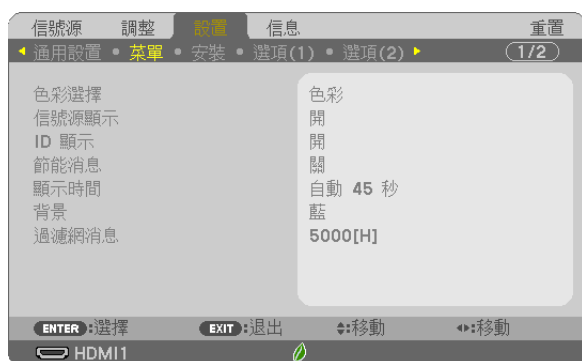 信號源 調整 設置 信息 重置
通用設置 • 菜單 • 安裝 • 選項(1) • 選項(2) 1/2
色彩選擇 色彩
信號源顯示 開
ID 顯示 開
節能消息 關
顯示時間 自動 45 秒
背景 藍
過濾網消息 5000[H]
ENTER:選擇 EXIT:退出 :移動 :移動
HDMI1